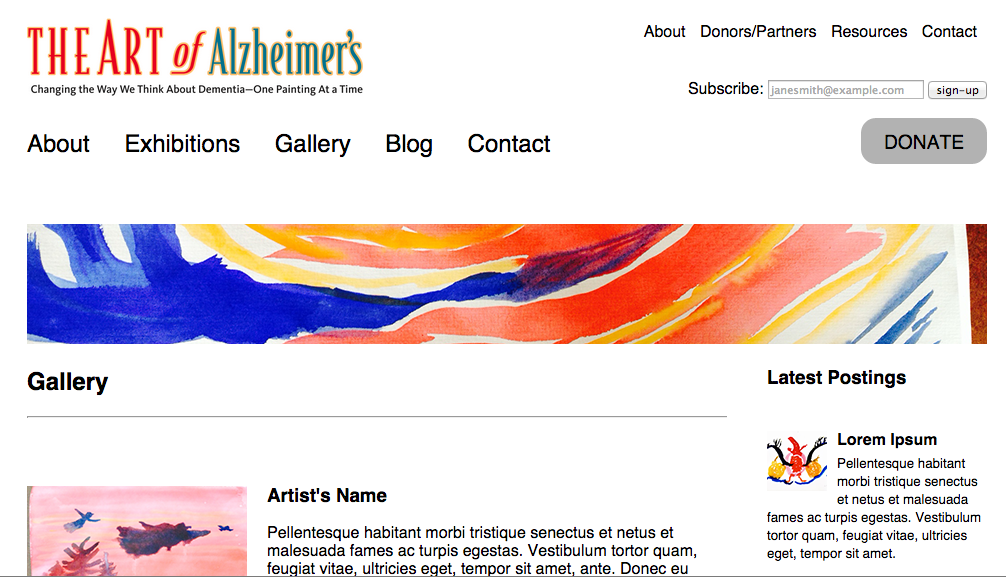 THE ART of Alzheimer's
Changing the Way We Think About Dementia—One Painting At a Time
About Donors/Partners Resources Contact
Subscribe: janesmith@example.com sign-up
About Exhibitions Gallery Blog Contact
DONATE
Gallery
Artist's Name
Pellentesque habitant morbi tristique senectus et netus et
malesuada fames ac turpis egestas. Vestibulum tortor quam,
feugiat vitae, ultricies eget, tempor sit amet, ante. Donec eu
Latest Postings
Lorem Ipsum
Pellentesque habitant
morbi tristique senectus
et netus et malesuada
fames ac turpis egestas. Vestibulum
tortor quam, feugiat vitae, ultricies
eget, tempor sit amet.